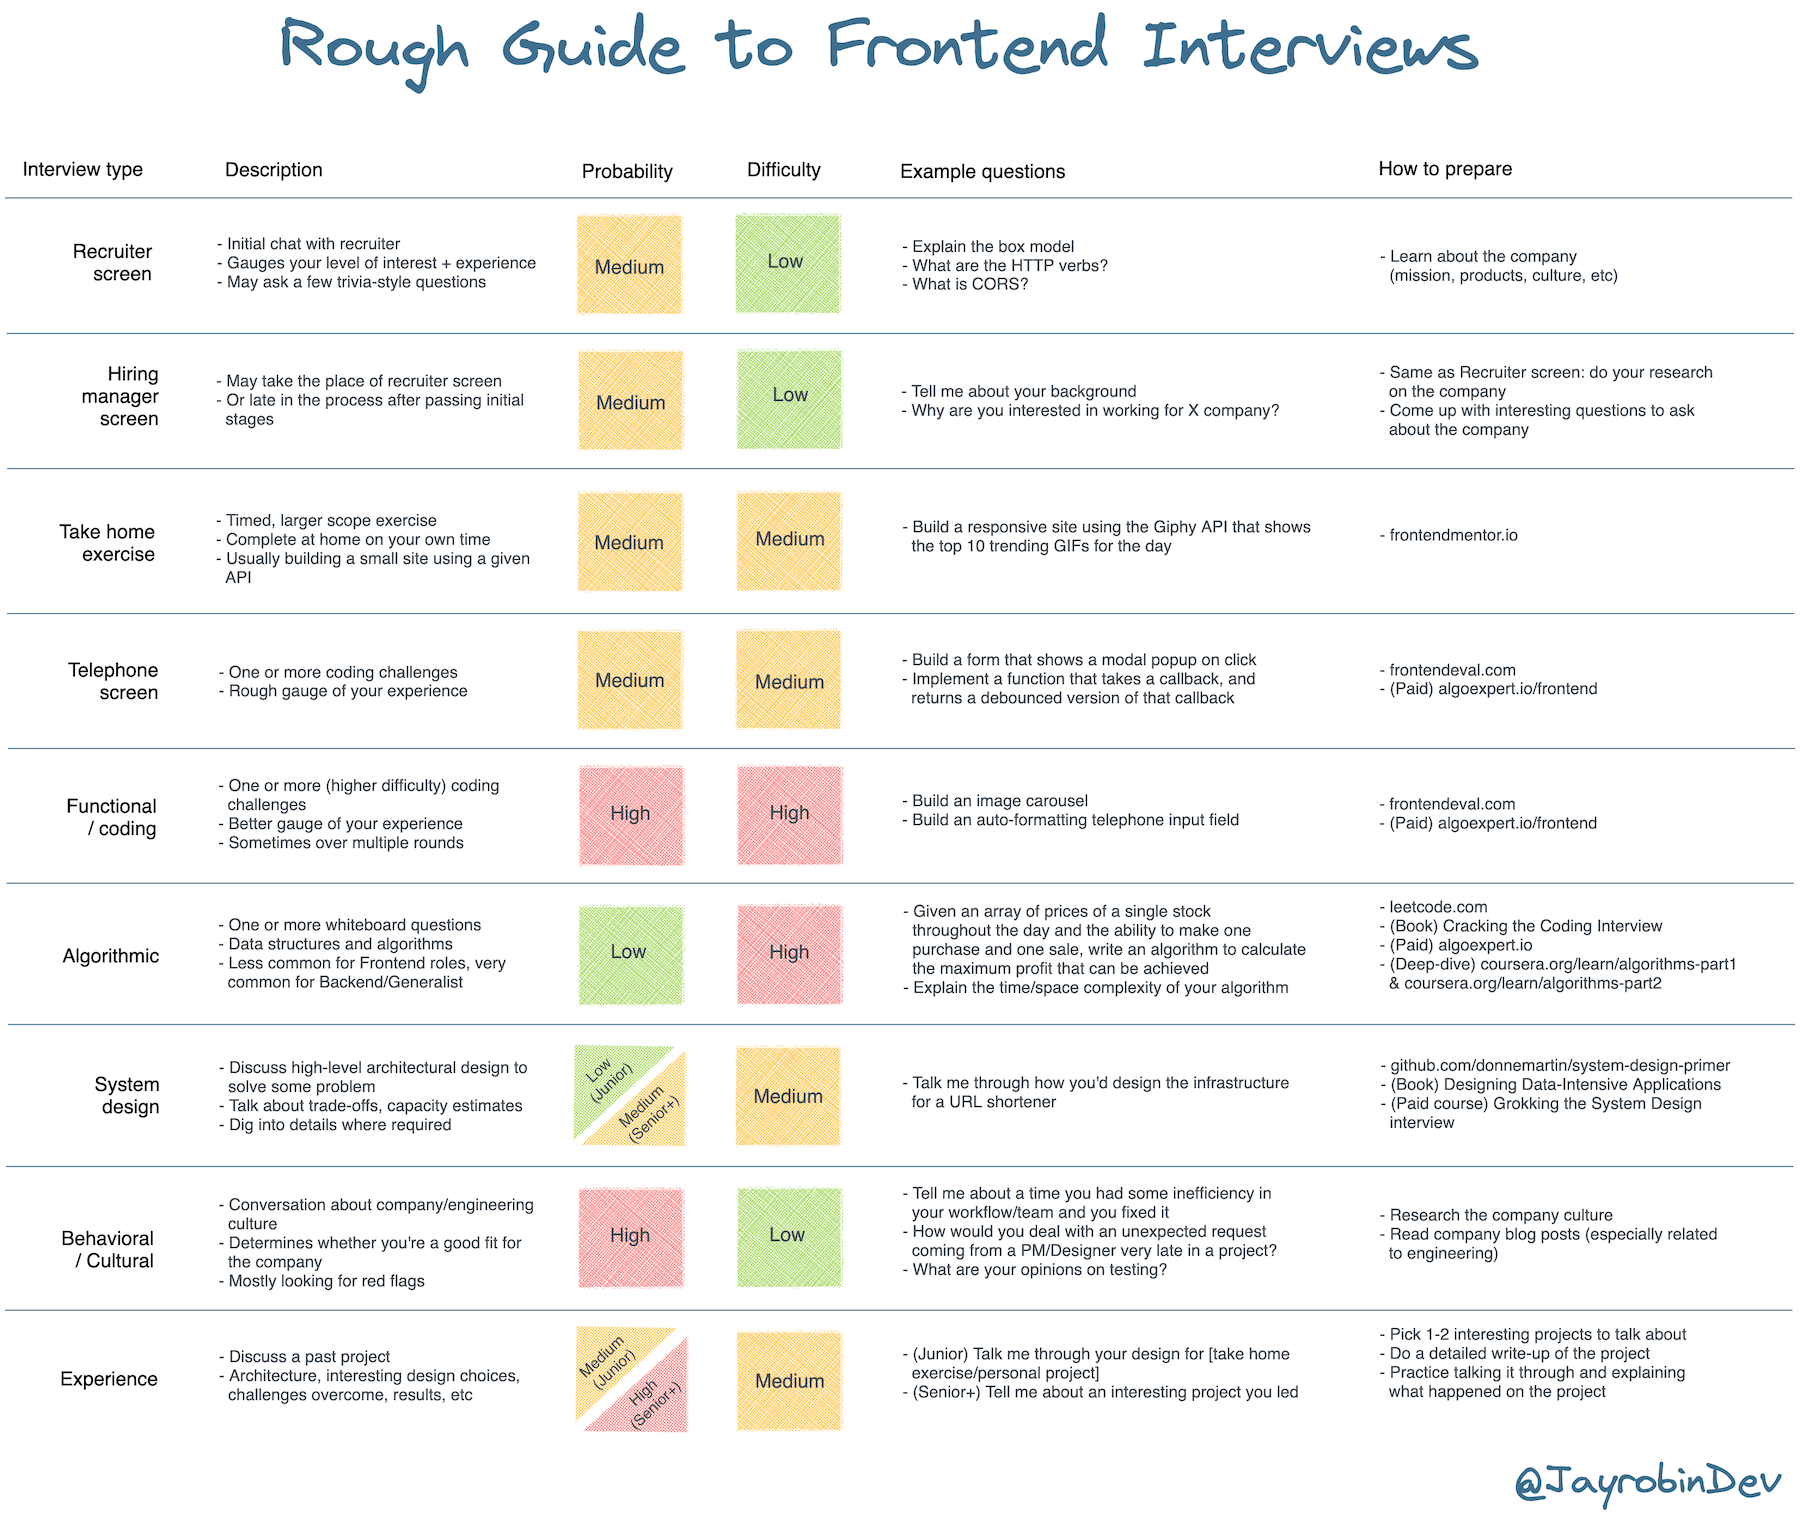 Rough Guide to Frontend Interviews
Interview type
Description
Probability
Difficulty
Example questions
How to prepare
Recruiter
screen
- Initial chat with recruiter
- Gauges your level of interest + experience
- May ask a few trivia-style questions
Medium
Low
- Explain the box model
- What are the HTTP verbs?
- What is CORS?
- Learn about the company
(mission, products, culture, etc)
Hiring
manager
screen
- May take the place of recruiter screen
- Or late in the process after passing initial
stages
Medium
Low
- Tell me about your background
- Why are you interested in working for X company?
- Same as Recruiter screen: do your research
on the company
- Come up with interesting questions to ask
about the company
Take home
exercise
- Timed, larger scope exercise
- Complete at home on your own time
- Usually building a small site using a given
API
Medium
Medium
- Build a responsive site using the Giphy API that shows
the top 10 trending GIFs for the day
- frontendmentor.io
Telephone
screen
- One or more coding challenges
- Rough gauge of your experience
Medium
Medium
- Build a form that shows a modal popup on click
- Implement a function that takes a callback, and
returns a debounced version of that callback
- frontendeval.com
- (Paid) algoexpert.io/frontend
Functional
/ coding
- One or more (higher difficulty) coding
challenges
- Better gauge of your experience
- Sometimes over multiple rounds
High
High
- Build an image carousel
- Build an auto-formatting telephone input field
- frontendeval.com
- (Paid) algoexpert.io/frontend
Algorithmic
- One or more whiteboard questions
- Data structures and algorithms
- Less common for Frontend roles, very
common for Backend/Generalist
Low
High
- Given an array of prices of a single stock
throughout the day and the ability to make one
purchase and one sale, write an algorithm to calculate
the maximum profit that can be achieved
- Explain the time/space complexity of your algorithm
- leetcode.com
- (Book) Cracking the Coding Interview
- (Paid) algoexpert.io
- (Deep-dive) coursera.org/learn/algorithms-part1
& coursera.org/learn/algorithms-part2
System
design
- Discuss high-level architectural design to
solve some problem
- Talk about trade-offs, capacity estimates
- Dig into details where required
Low
(Junior)
Medium
(Senior+)
Medium
- Talk me through how you'd design the infrastructure
for a URL shortener
- github.com/donnemartin/system-design-primer
- (Book) Designing Data-Intensive Applications
- (Paid course) Grokking the System Design
interview
Behavioral
/ Cultural
- Conversation about company/engineering
culture
- Determines whether you're a good fit for
the company
- Mostly looking for red flags
High
Low
- Tell me about a time you had some inefficiency in
your workflow/team and you fixed it
- How would you deal with an unexpected request
coming from a PM/Designer very late in a project?
- What are your opinions on testing?
- Research the company culture
- Read company blog posts (especially related
to engineering)
Experience
- Discuss a past project
- Architecture, interesting design choices,
challenges overcome, results, etc
Medium
(Junior)
High
(Senior+)
Medium
- (Junior) Talk me through your design for [take home
exercise/personal project]
- (Senior+) Tell me about an interesting project you led
- Pick 1-2 interesting projects to talk about
- Do a detailed write-up of the project
- Practice talking it through and explaining
what happened on the project
@JayrobinDev